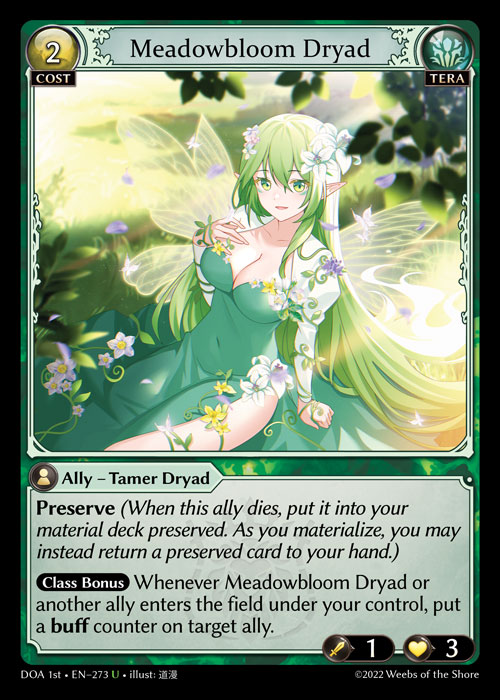 2
Meadowbloom Dryad
COST
TERA
Ally – Tamer Dryad
Preserve (When this ally dies, put it into your
material deck preserved. As you materialize, you may
instead return a preserved card to your hand.)
Class Bonus Whenever Meadowbloom Dryad or
another ally enters the field under your control, put
a buff counter on target ally.
1
3
DOA 1st • EN–273 U • illust: 道漫
©2022 Weebs of the Shore